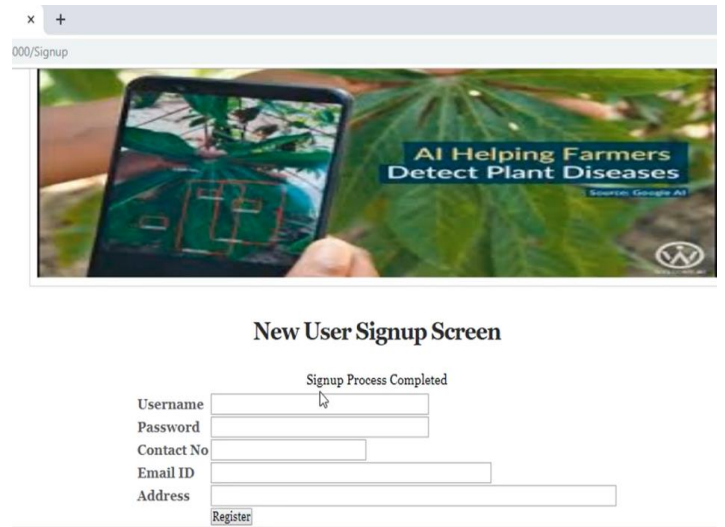 × +
000/Signup
AI Helping Farmers
Detect Plant Diseases
Source: Google AI
New User Signup Screen
Signup Process Completed
Username
Password
Contact No
Email ID
Address
Register